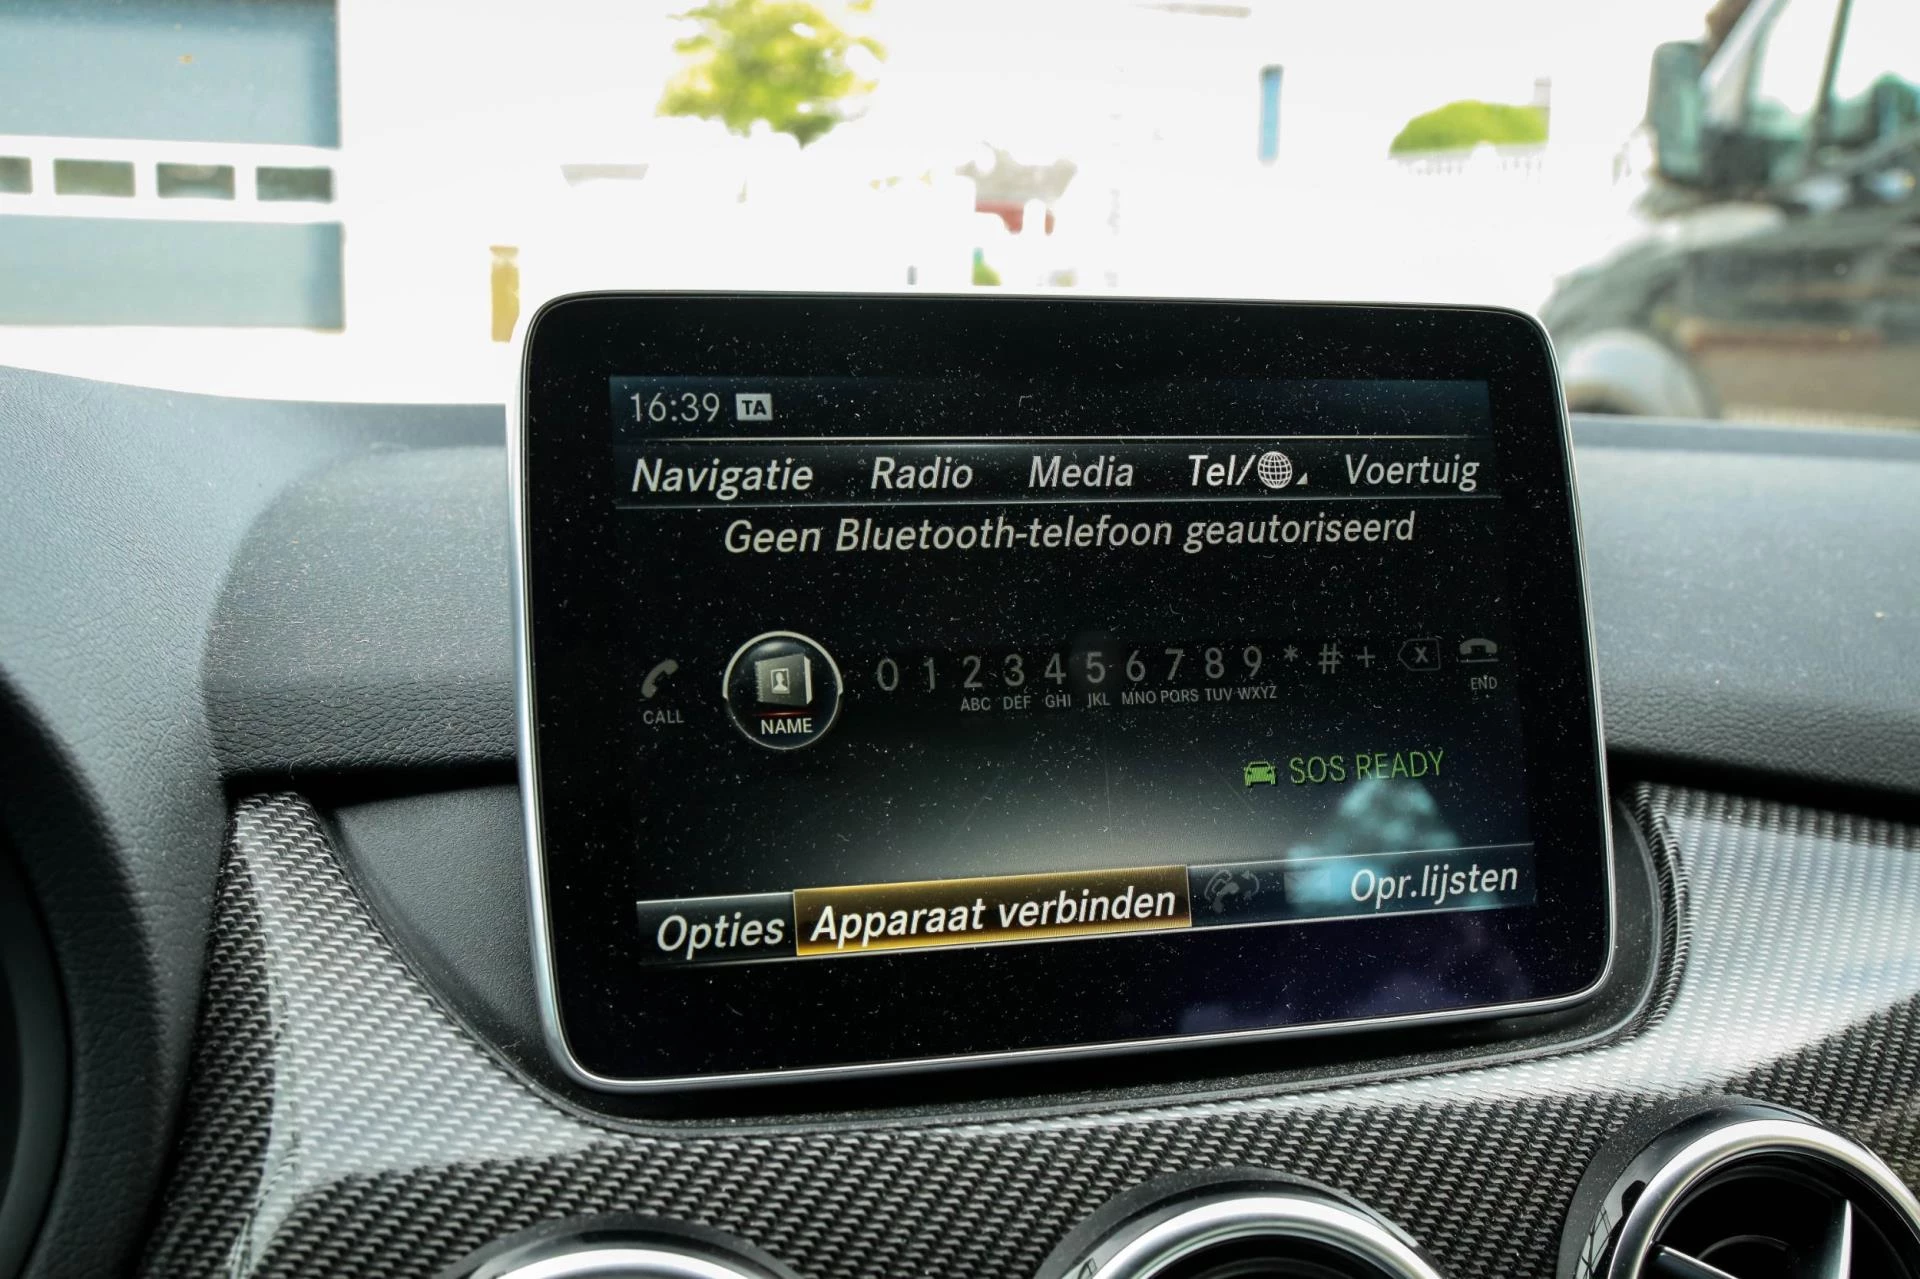 16:39 TA
Navigatie Radio Media Tel/ Voertuig
Geen Bluetooth-telefoon geautoriseerd
CALL NAME 0 1 2 3 4 5 6 7 8 9 * # + X END
ABC DEF GHI JKL MNO PQRS TUV WXYZ
SOS READY
Opties Apparaat verbinden Opr.lijsten